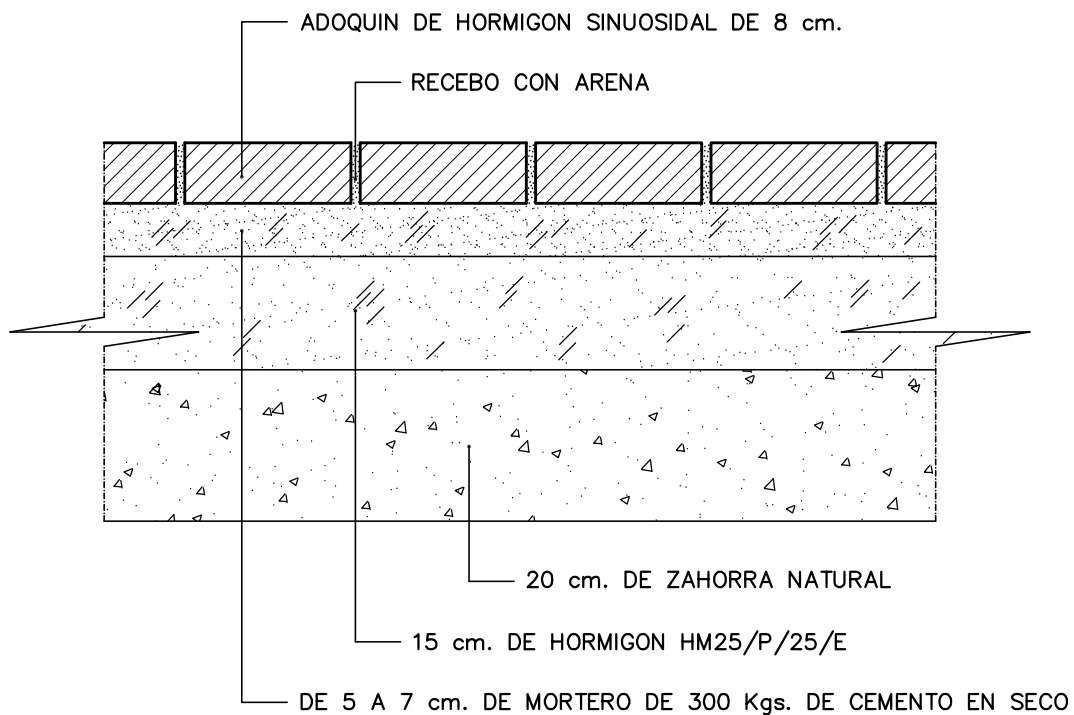 ADOQUIN DE HORMIGON SINUOSIDAL DE 8 cm.
RECEBO CON ARENA
20 cm. DE ZAHORRA NATURAL
15 cm. DE HORMIGON HM25/P/25/E
DE 5 A 7 cm. DE MORTERO DE 300 Kgs. DE CEMENTO EN SECO